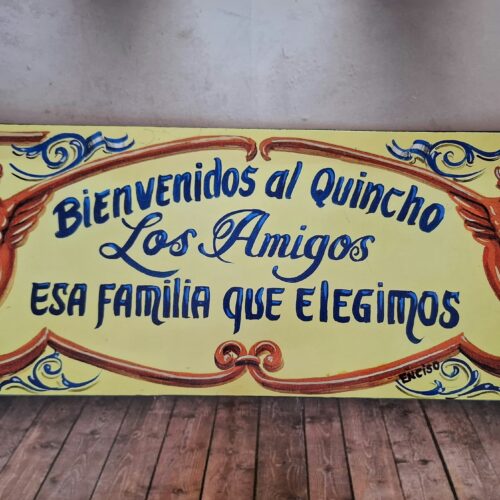 Bienvenidos al Quincho
Los Amigos
ESA FAMILIA QUE ELEGIMOS
ENCISO